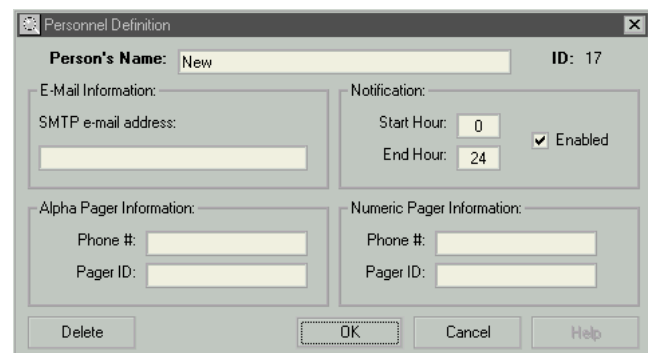 Personnel Definition
Person's Name: New ID: 17
E-Mail Information:
SMTP e-mail address:
Notification:
Start Hour: 0
End Hour: 24
Enabled
Alpha Pager Information:
Phone #:
Pager ID:
Numeric Pager Information:
Phone #:
Pager ID:
Delete OK Cancel Help